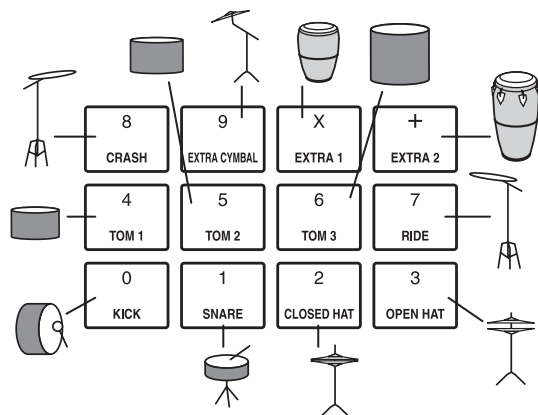 8
CRASH
9
EXTRA CYMBAL
X
EXTRA 1
+
EXTRA 2
4
TOM 1
5
TOM 2
6
TOM 3
7
RIDE
0
KICK
1
SNARE
2
CLOSED HAT
3
OPEN HAT